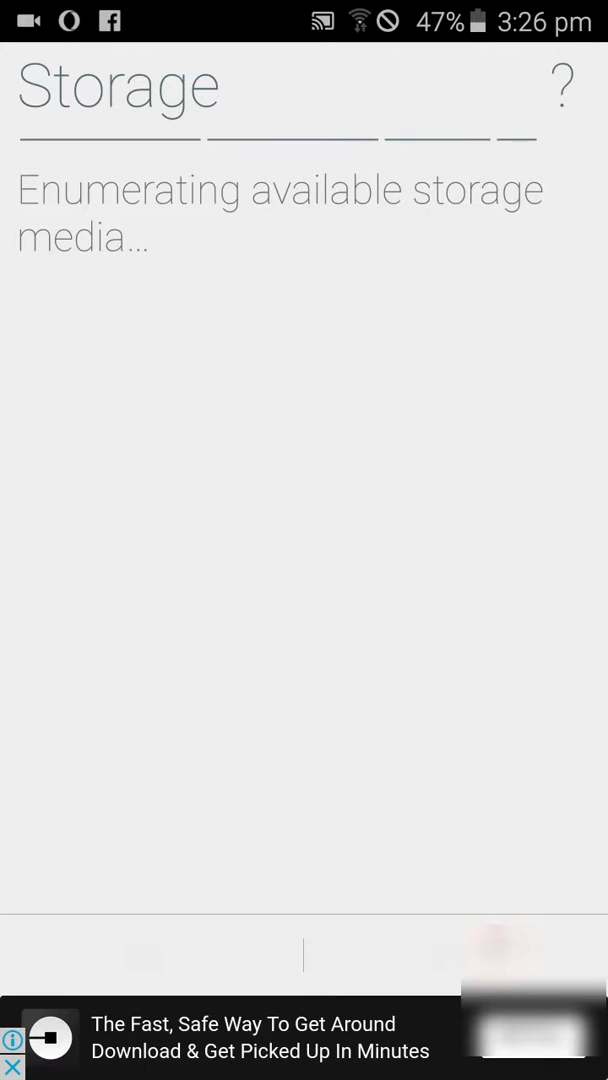 47% 3:26 pm
Storage ?
Enumerating available storage
media...
The Fast, Safe Way To Get Around
Download & Get Picked Up In Minutes